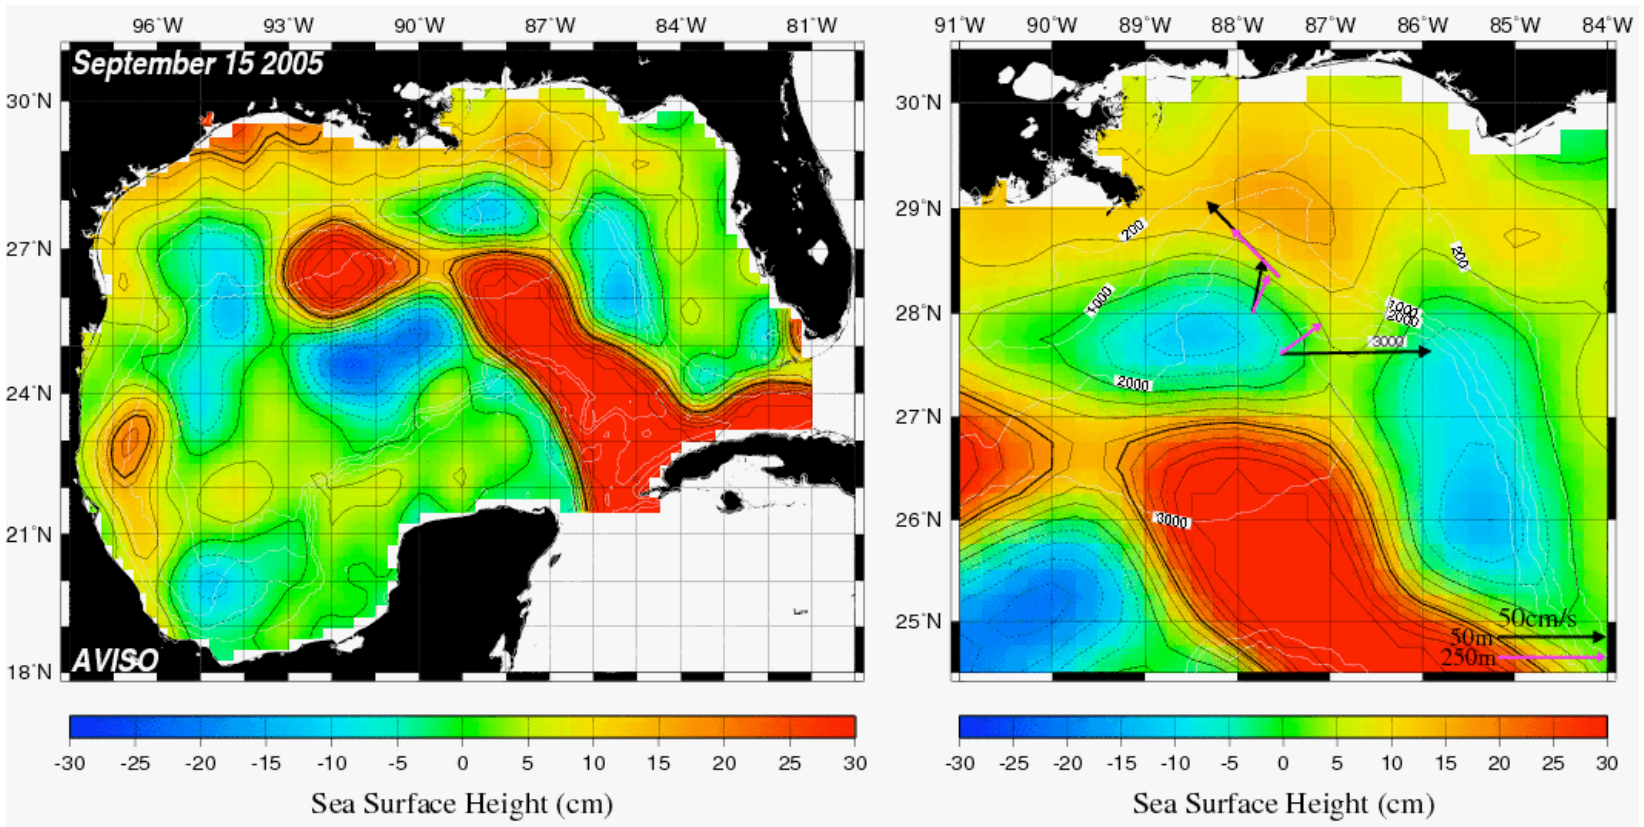 96°W 93°W 90°W 87°W 84°W 81°W
September 15 2005
30°N
27°N
24°N
21°N
18°N
AVISO
-30 -25 -20 -15 -10 -5 0 5 10 15 20 25 30
Sea Surface Height (cm)
91°W 90°W 89°W 88°W 87°W 86°W 85°W 84°W
30°N
29°N
28°N
27°N
26°N
25°N
200
200
1000
1000
2000
3000
2000
3000
50cm/s
50m
250m
-30 -25 -20 -15 -10 -5 0 5 10 15 20 25 30
Sea Surface Height (cm)